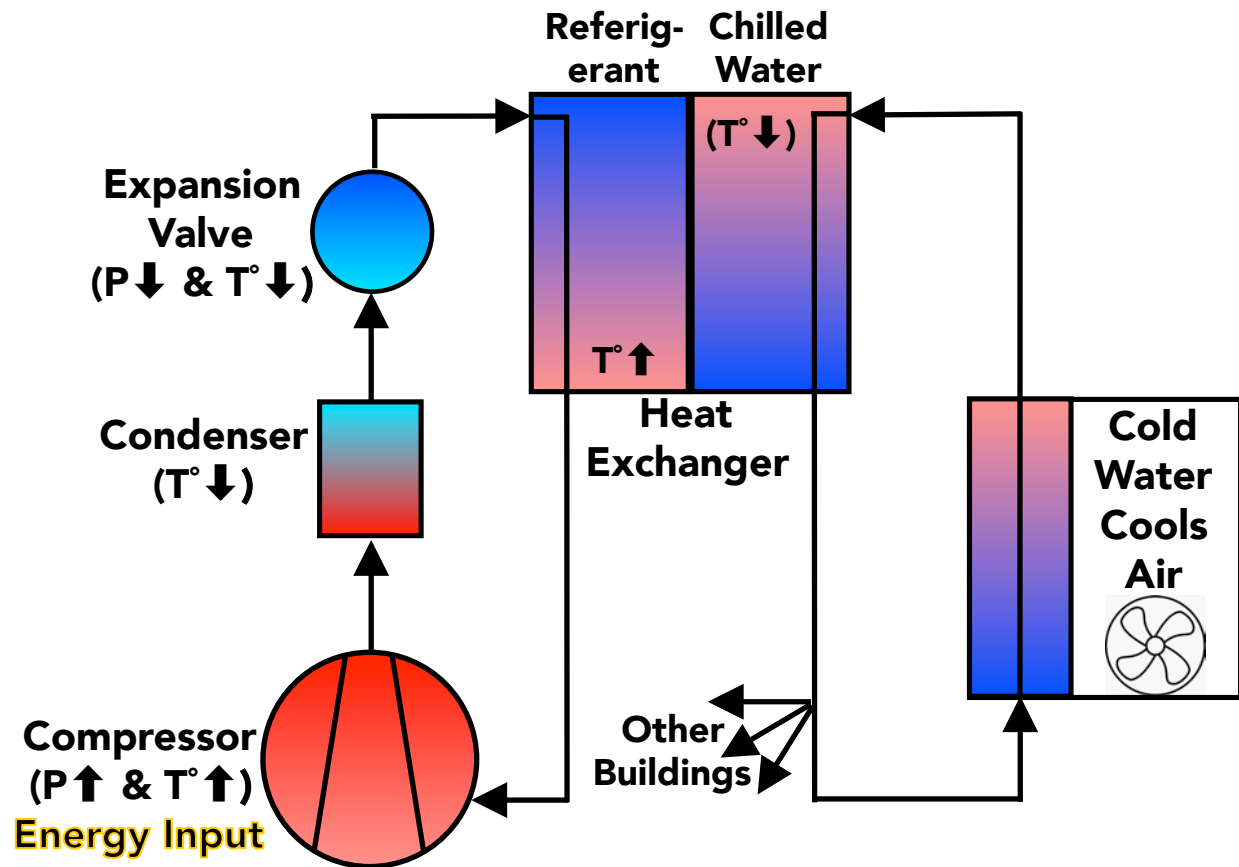 Referig-
erant
Chilled
Water
(T°⬇)
Expansion
Valve
(P⬇ & T°⬇)
T°⬆
Heat
Exchanger
Condenser
(T°⬇)
Cold
Water
Cools
Air
Other
Buildings
Compressor
(P⬆ & T°⬆)
Energy Input